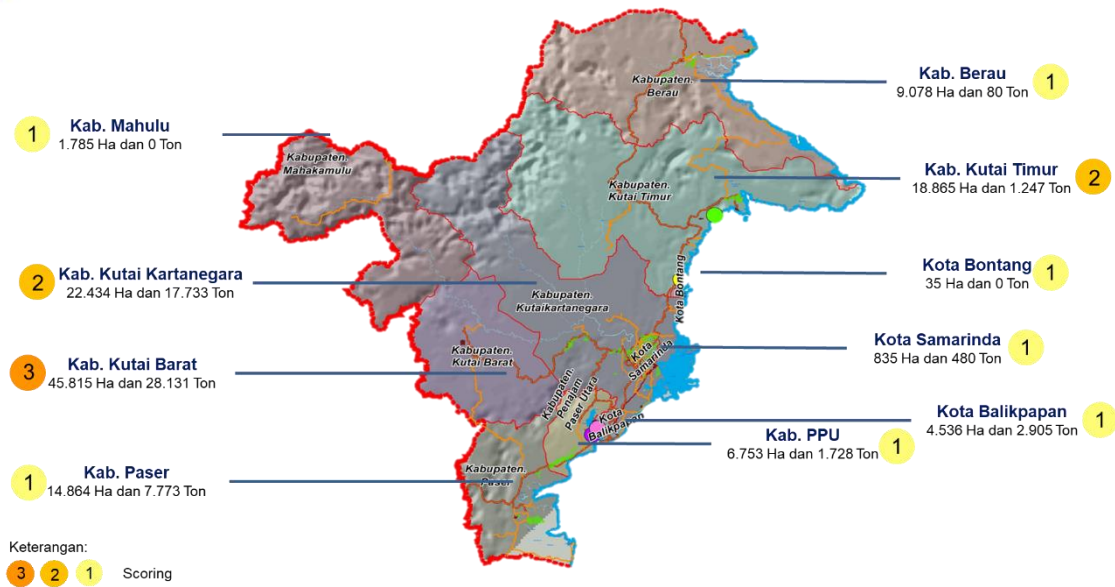 Kab. Berau
9.078 Ha dan 80 Ton
1
Kabupaten.
Berau
1
Kab. Mahulu
1.785 Ha dan 0 Ton
Kabupaten.
Mahakamulu
Kabupaten.
Kutai Timur
Kab. Kutai Timur
18.865 Ha dan 1.247 Ton
2
2
Kab. Kutai Kartanegara
22.434 Ha dan 17.733 Ton
Kabupaten.
Kutaikartanegara
Kota Bontang
Kota Bontang
35 Ha dan 0 Ton
1
3
Kab. Kutai Barat
45.815 Ha dan 28.131 Ton
Kabupaten.
Kutai Barat
Kabupaten.
Penajam
Paser Utara
Kota
Samarinda
Kota Samarinda
835 Ha dan 480 Ton
1
Kota
Balikpapan
Kota Balikpapan
4.536 Ha dan 2.905 Ton
1
Kab. PPU
6.753 Ha dan 1.728 Ton
1
1
Kab. Paser
14.864 Ha dan 7.773 Ton
Kabupaten.
Paser
Keterangan:
3 2 1 Scoring